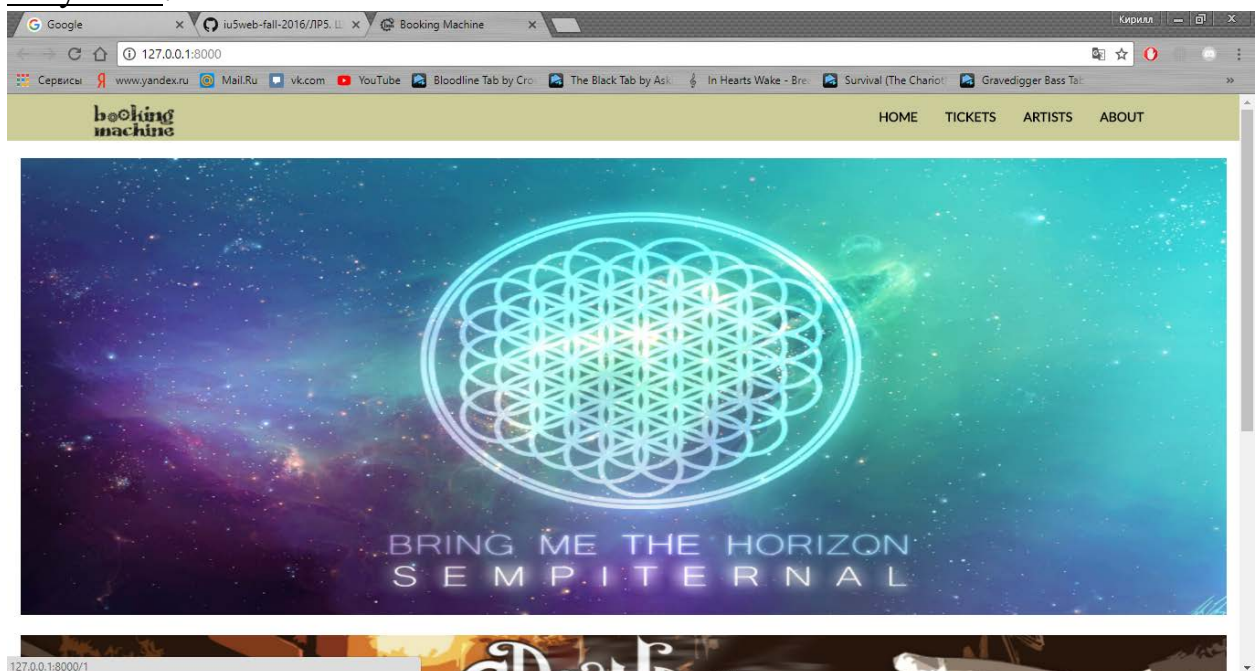 Google
iu5web-fall-2016/ЛР5. Ш
Booking Machine
Кирилл
127.0.0.1:8000
Сервисы
www.yandex.ru
Mail.Ru
vk.com
YouTube
Bloodline Tab by Cro
The Black Tab by Aski
In Hearts Wake - Bre
Survival (The Chariot
Gravedigger Bass Tab
booking
machine
HOME TICKETS ARTISTS ABOUT
BRING ME THE HORIZON
SEMPITERNAL
127.0.0.1:8000/1